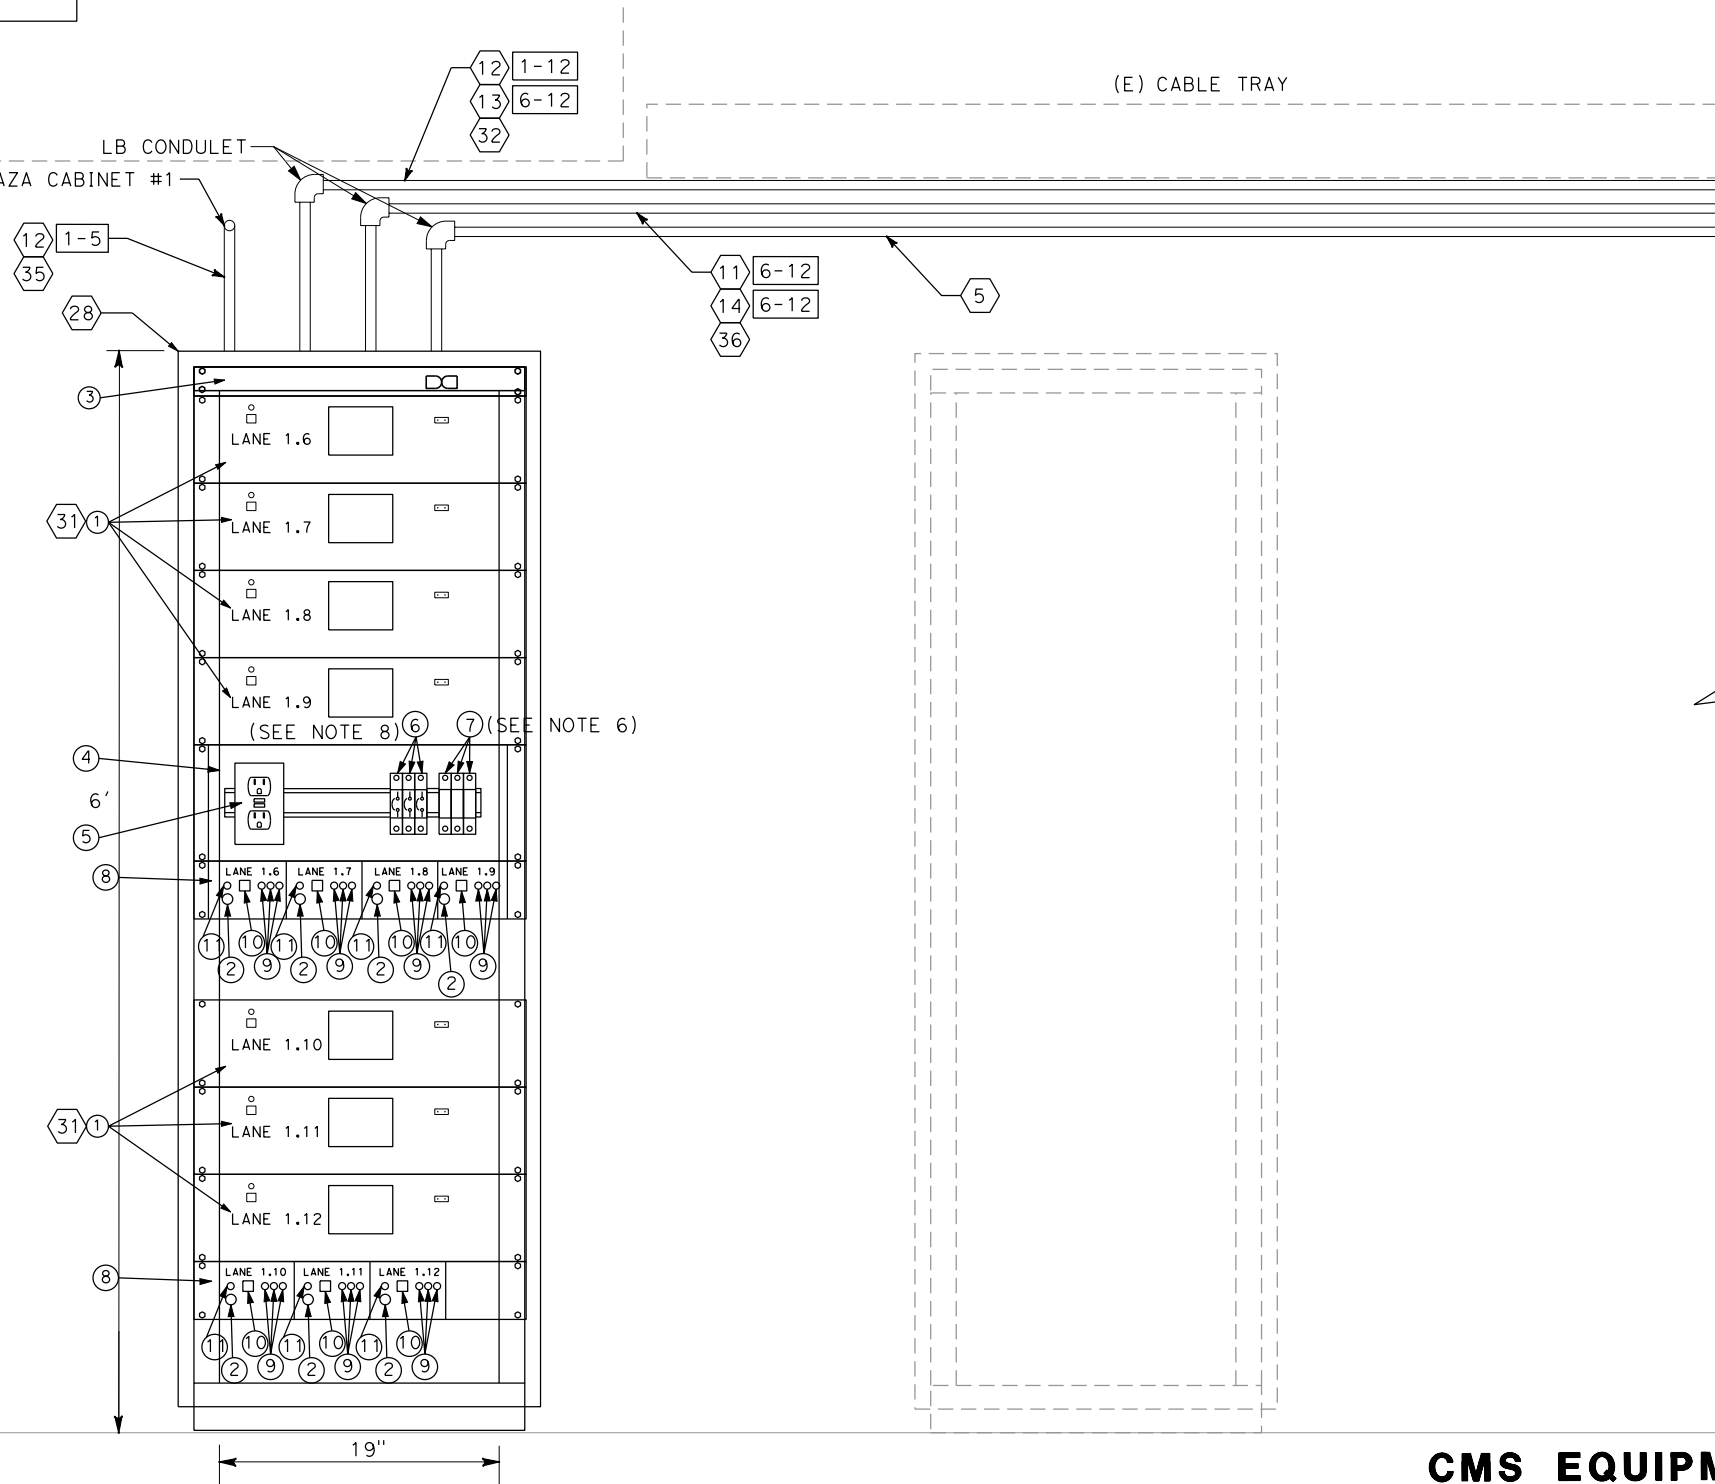 12 1-12
13 6-12
32
(E) CABLE TRAY
LB CONDULET
AZA CABINET #1
12 1-5
35
11 6-12
14 6-12
36
5
28
3
LANE 1.6
31 1
LANE 1.7
LANE 1.8
LANE 1.9
(SEE NOTE 8) 6 7 (SEE NOTE 6)
4
6'
5
8
LANE 1.6 LANE 1.7 LANE 1.8 LANE 1.9
11 10 11 10 11 10 11 10
2 9 2 9 2 9 2 9
LANE 1.10
31 1
LANE 1.11
LANE 1.12
8
LANE 1.10 LANE 1.11 LANE 1.12
11 10 11 10 11 10
2 9 2 9 2 9
19"
CMS EQUIPM